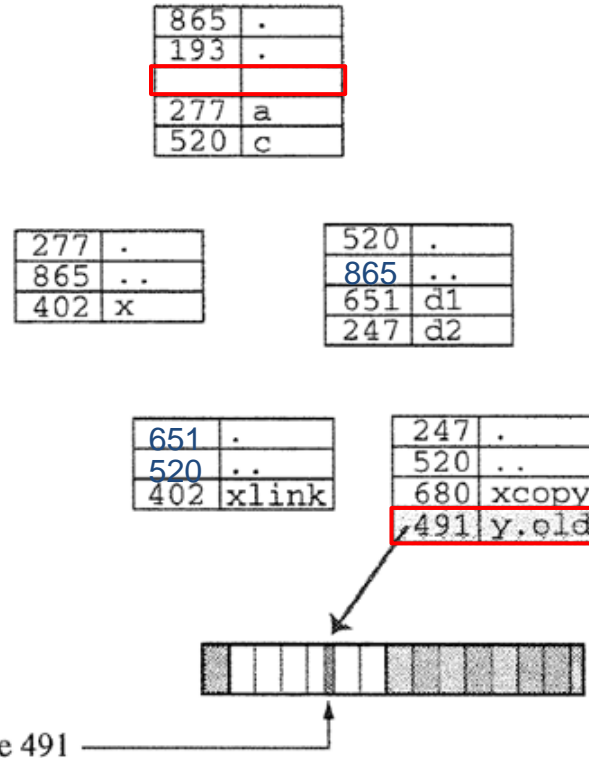 865 .
193 .
277 a
520 c
277 .
865 ..
402 x
520 .
865 ..
651 d1
247 d2
651 .
520 ..
402 xlink
247 .
520 ..
680 xcopy
491 y.old
e 491